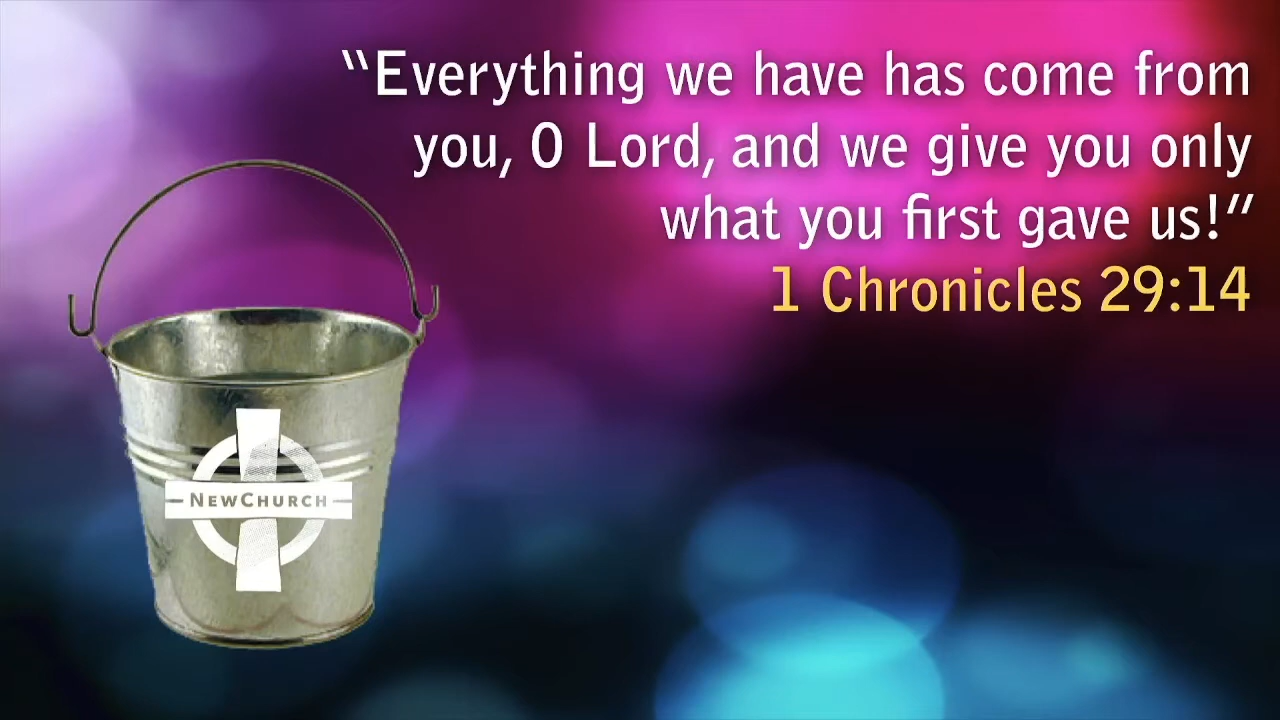 “Everything we have has come from
you, O Lord, and we give you only
what you first gave us!”
1 Chronicles 29:14
NEWCHURCH